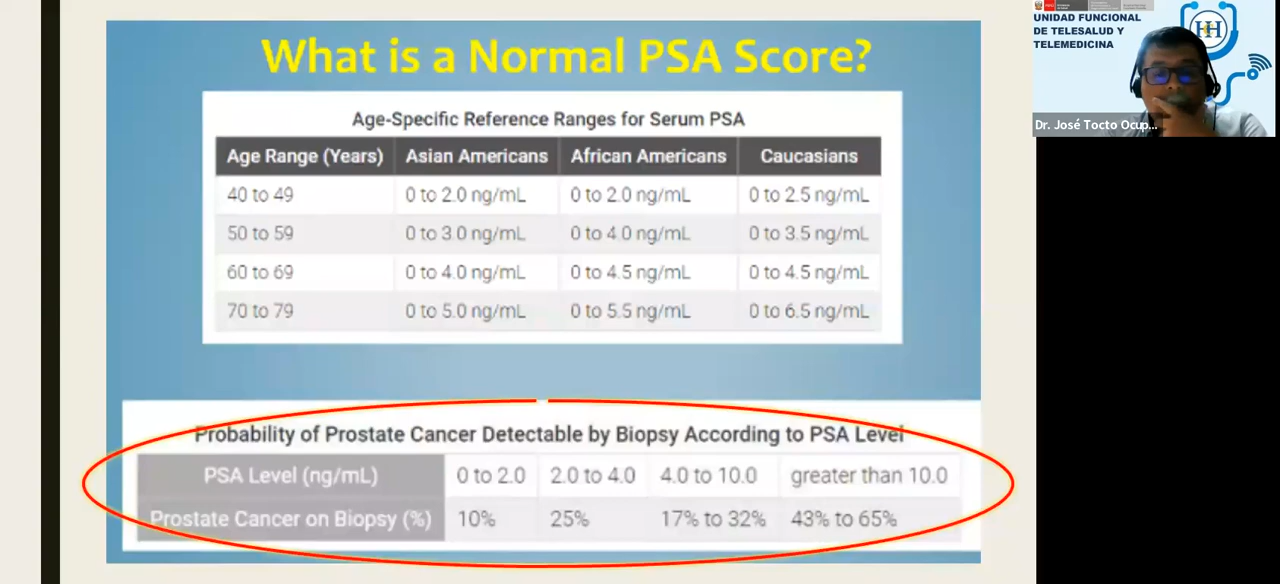 What is a Normal PSA Score?
Age-Specific Reference Ranges for Serum PSA
Age Range (Years) Asian Americans African Americans Caucasians
40 to 49 0 to 2.0 ng/mL 0 to 2.0 ng/mL 0 to 2.5 ng/mL
50 to 59 0 to 3.0 ng/mL 0 to 4.0 ng/mL 0 to 3.5 ng/mL
60 to 69 0 to 4.0 ng/mL 0 to 4.5 ng/mL 0 to 4.5 ng/mL
70 to 79 0 to 5.0 ng/mL 0 to 5.5 ng/mL 0 to 6.5 ng/mL
Probability of Prostate Cancer Detectable by Biopsy According to PSA Level
PSA Level (ng/mL) 0 to 2.0 2.0 to 4.0 4.0 to 10.0 greater than 10.0
Prostate Cancer on Biopsy (%) 10% 25% 17% to 32% 43% to 65%
UNIDAD FUNCIONAL
DE TELESALUD Y
TELEMEDICINA
HH
Dr. José Tocto Ocup...